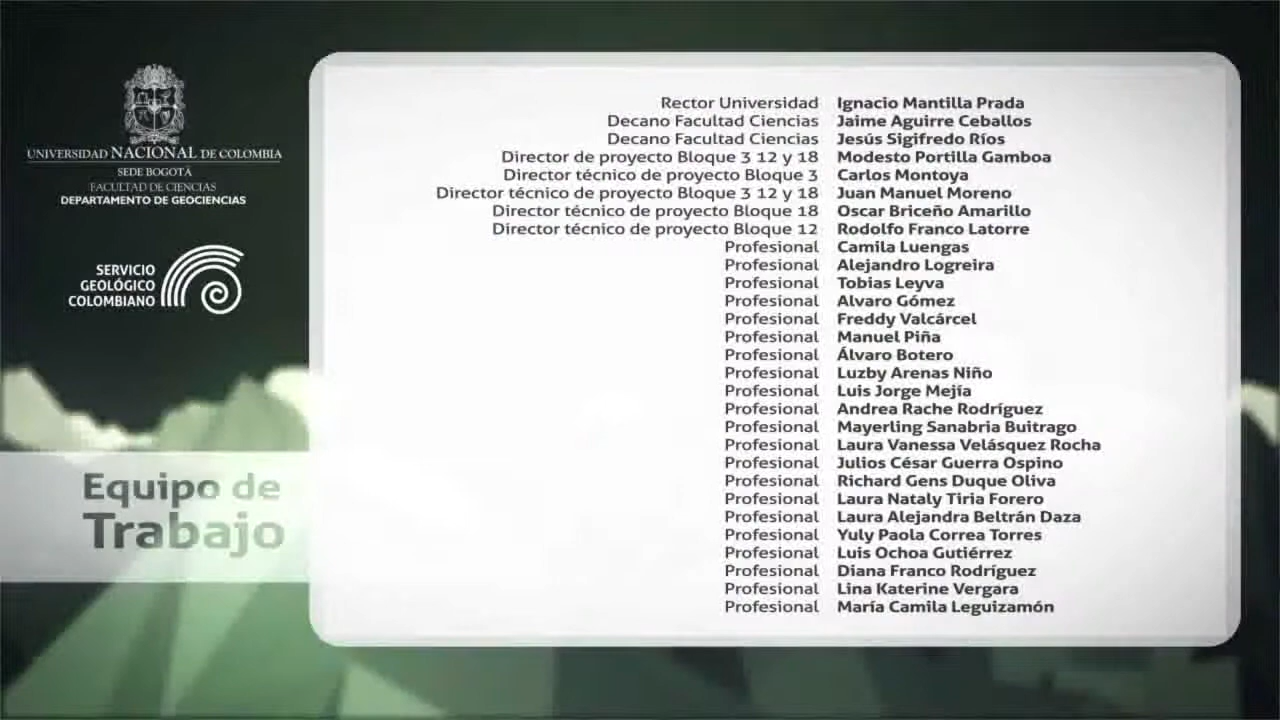 UNIVERSIDAD NACIONAL DE COLOMBIA
SEDE BOGOTÁ
FACULTAD DE CIENCIAS
DEPARTAMENTO DE GEOCIENCIAS
SERVICIO
GEOLÓGICO
COLOMBIANO
Equipo de
Trabajo
Rector Universidad Ignacio Mantilla Prada
Decano Facultad Ciencias Jaime Aguirre Ceballos
Decano Facultad Ciencias Jesús Sigifredo Ríos
Director de proyecto Bloque 3 12 y 18 Modesto Portilla Gamboa
Director técnico de proyecto Bloque 3 Carlos Montoya
Director técnico de proyecto Bloque 3 12 y 18 Juan Manuel Moreno
Director técnico de proyecto Bloque 18 Oscar Briceño Amarillo
Director técnico de proyecto Bloque 12 Rodolfo Franco Latorre
Profesional Camila Luengas
Profesional Alejandro Logreira
Profesional Tobias Leyva
Profesional Alvaro Gómez
Profesional Freddy Valcárcel
Profesional Manuel Piña
Profesional Álvaro Botero
Profesional Luzby Arenas Niño
Profesional Luis Jorge Mejía
Profesional Andrea Rache Rodríguez
Profesional Mayerling Sanabria Buitrago
Profesional Laura Vanessa Velásquez Rocha
Profesional Julios César Guerra Ospino
Profesional Richard Gens Duque Oliva
Profesional Laura Nataly Tiria Forero
Profesional Laura Alejandra Beltrán Daza
Profesional Yuly Paola Correa Torres
Profesional Luis Ochoa Gutiérrez
Profesional Diana Franco Rodríguez
Profesional Lina Katerine Vergara
Profesional María Camila Leguizamón